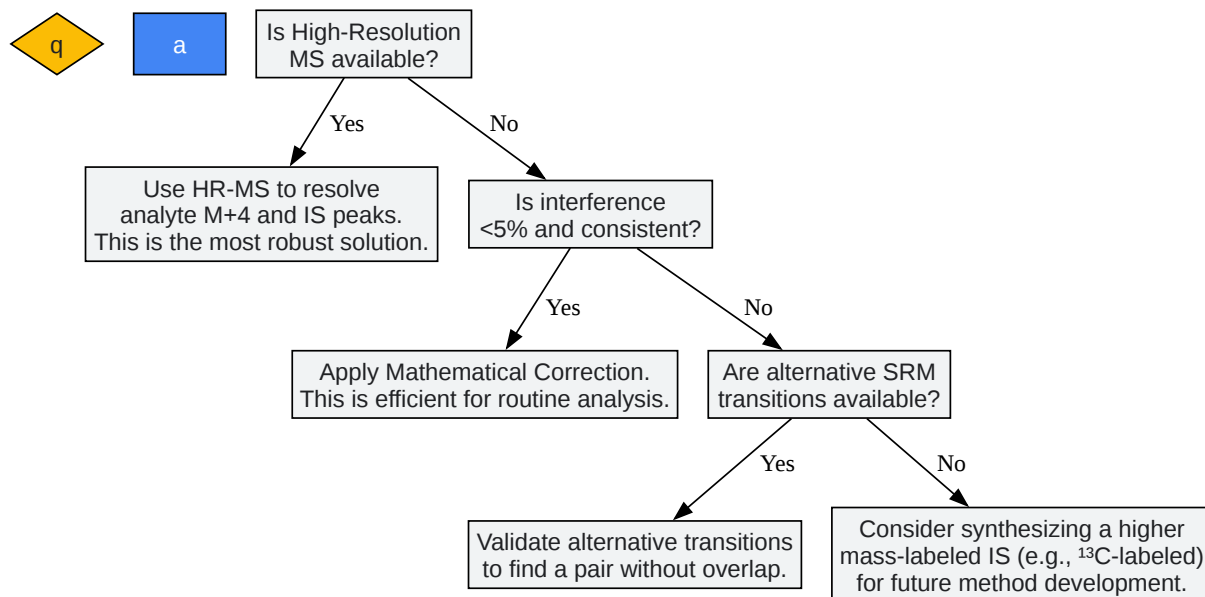 q
a
Is High-Resolution
MS available?
Yes
No
Use HR-MS to resolve
analyte M+4 and IS peaks.
This is the most robust solution.
Is interference
<5% and consistent?
Yes
No
Apply Mathematical Correction.
This is efficient for routine analysis.
Are alternative SRM
transitions available?
Yes
No
Validate alternative transitions
to find a pair without overlap.
Consider synthesizing a higher
mass-labeled IS (e.g., ¹³C-labeled)
for future method development.